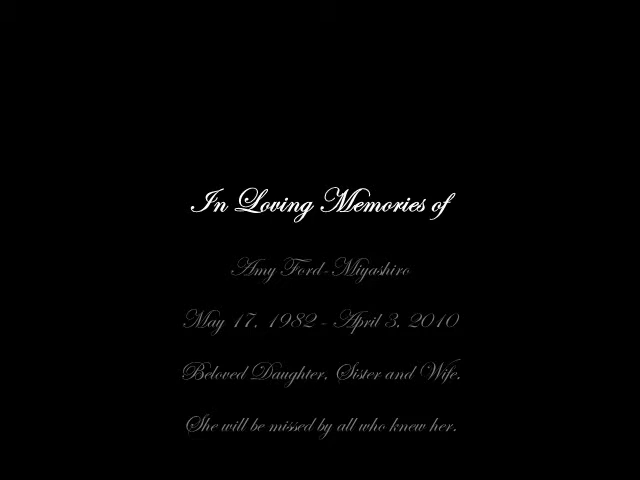 In Loving Memories of
Amy Ford-Miyashiro
May 17, 1982 - April 3, 2010
Beloved Daughter, Sister and Wife.
She will be missed by all who knew her.